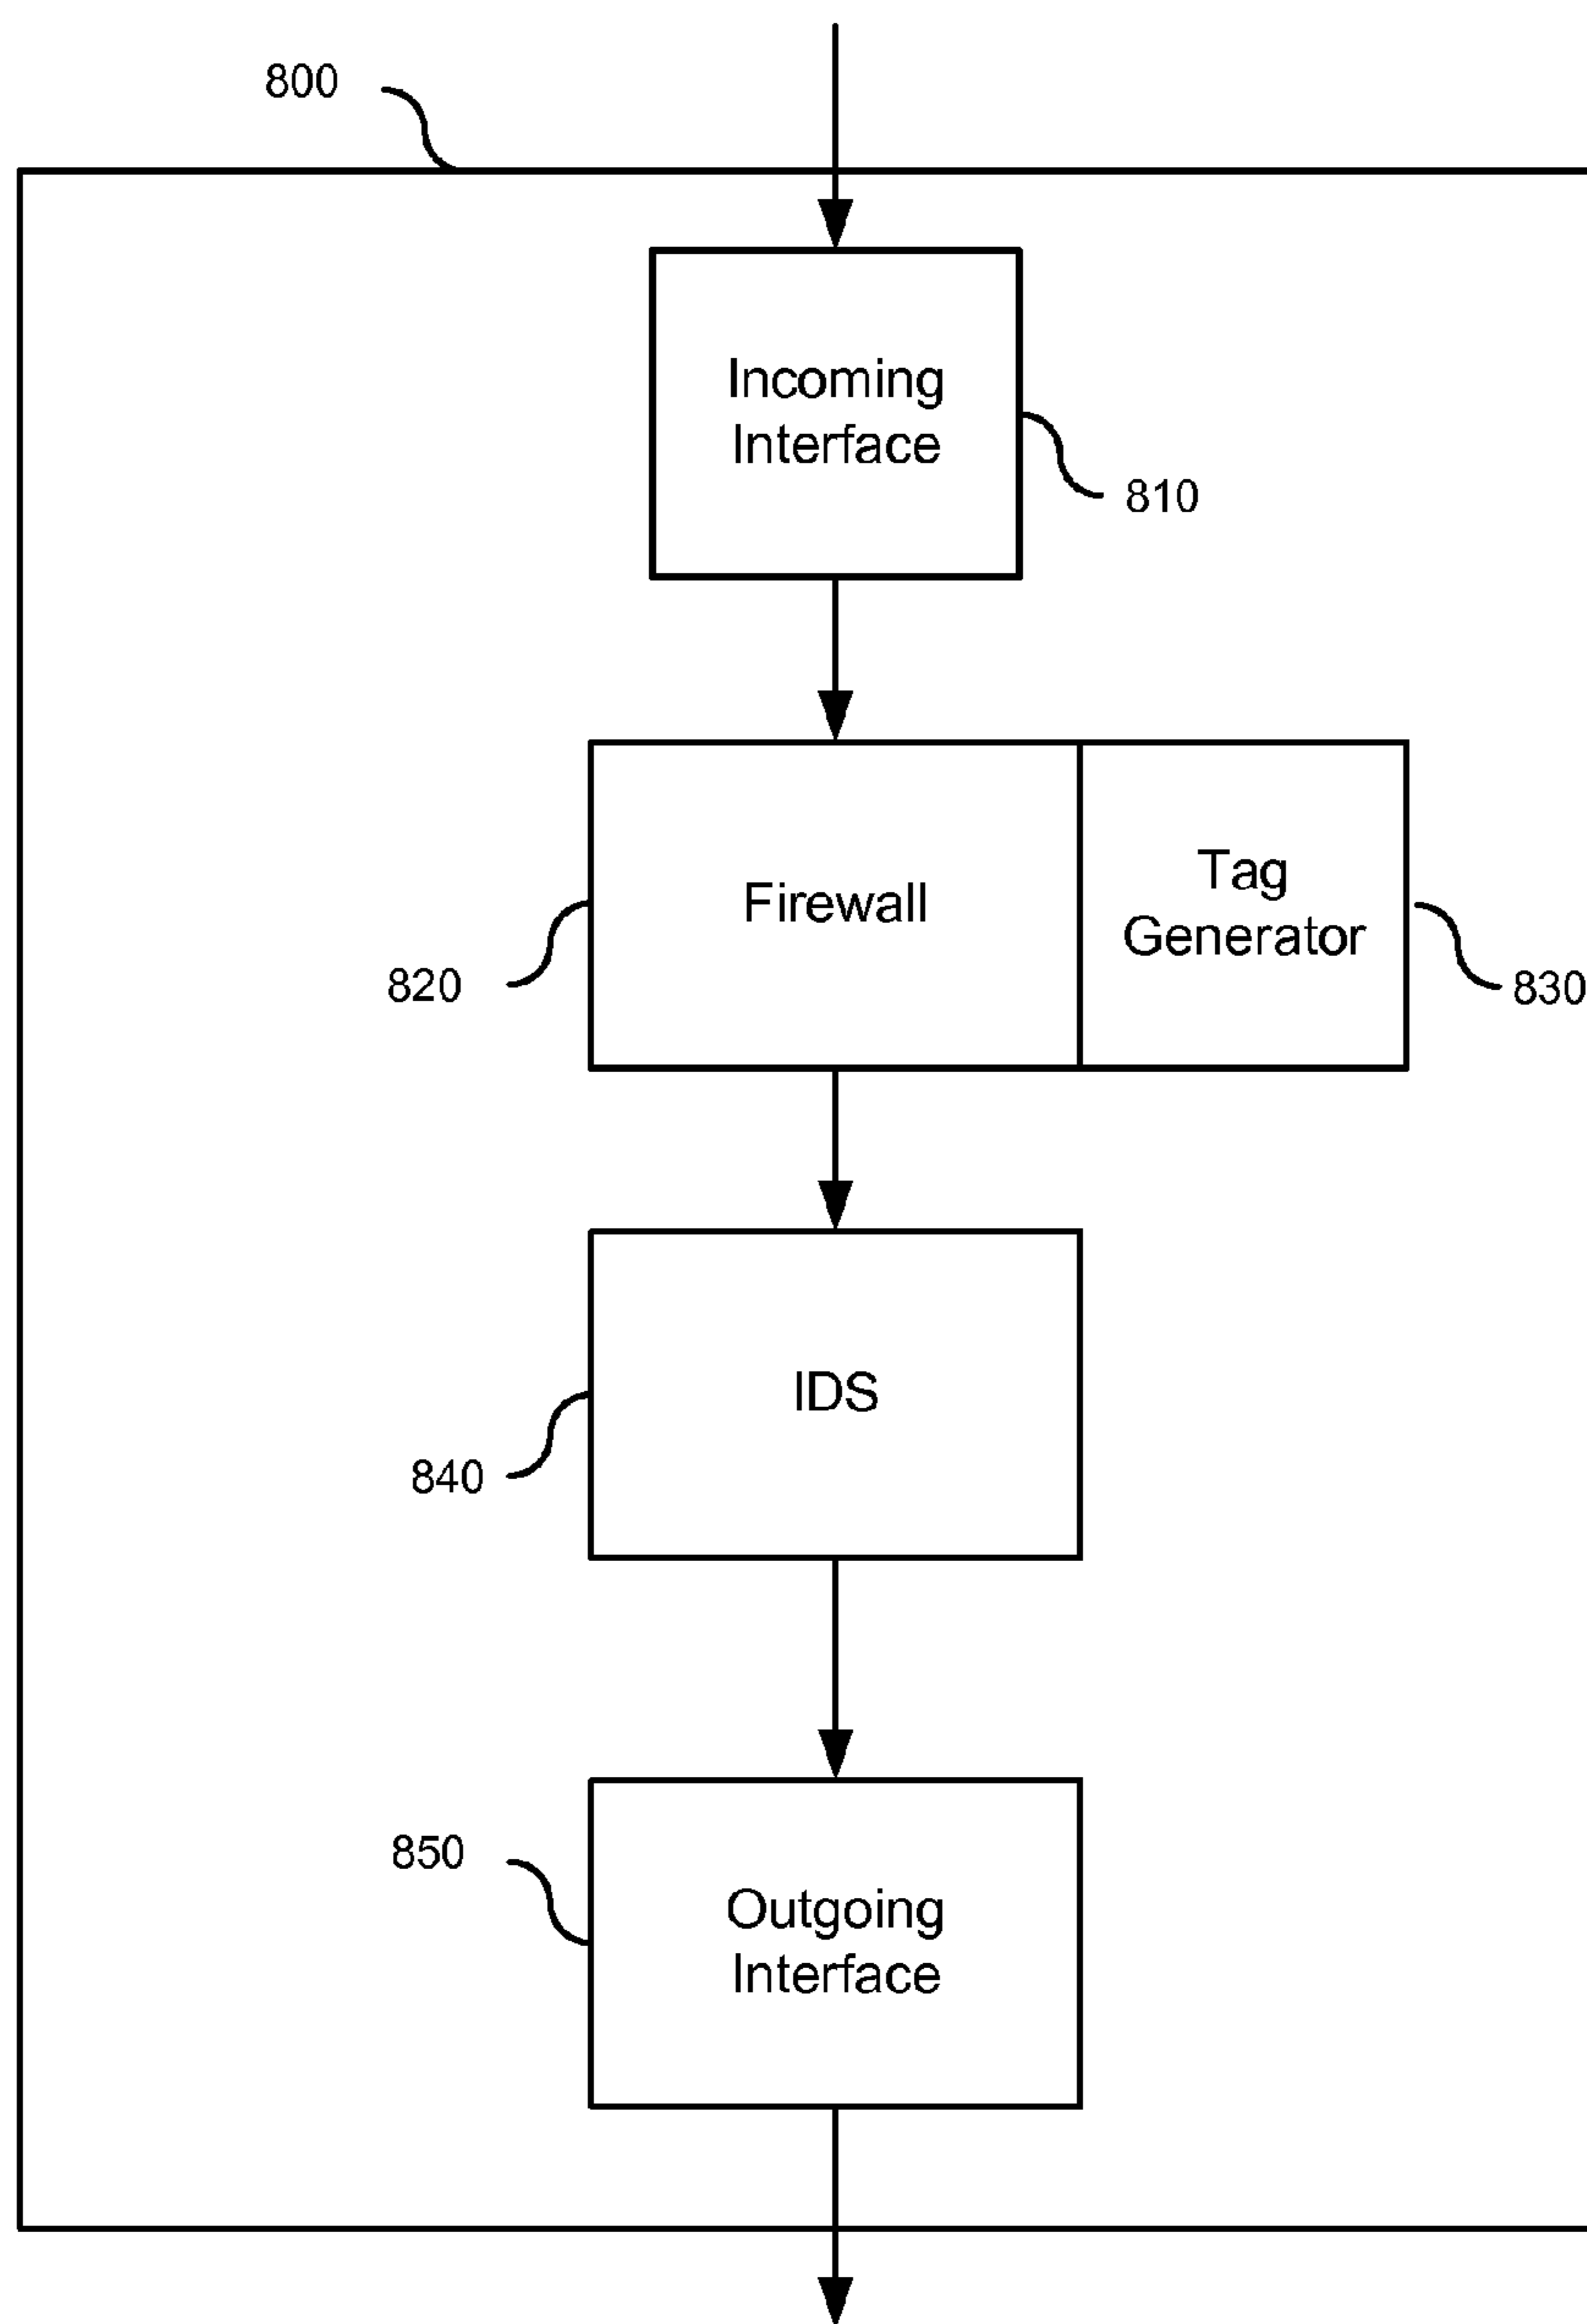 800
Incoming
Interface
810
Firewall
Tag
Generator
820
830
IDS
840
850
Outgoing
Interface